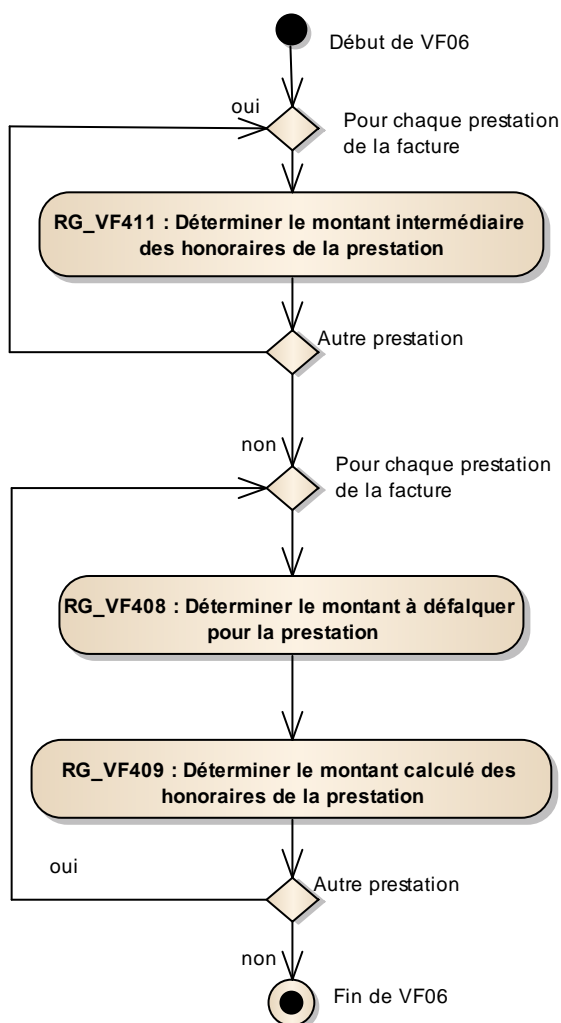 Début de VF06
oui
Pour chaque prestation
de la facture
RG_VF411 : Déterminer le montant intermédiaire
des honoraires de la prestation
Autre prestation
non
Pour chaque prestation
de la facture
RG_VF408 : Déterminer le montant à défalquer
pour la prestation
RG_VF409 : Déterminer le montant calculé des
honoraires de la prestation
oui
Autre prestation
non
Fin de VF06